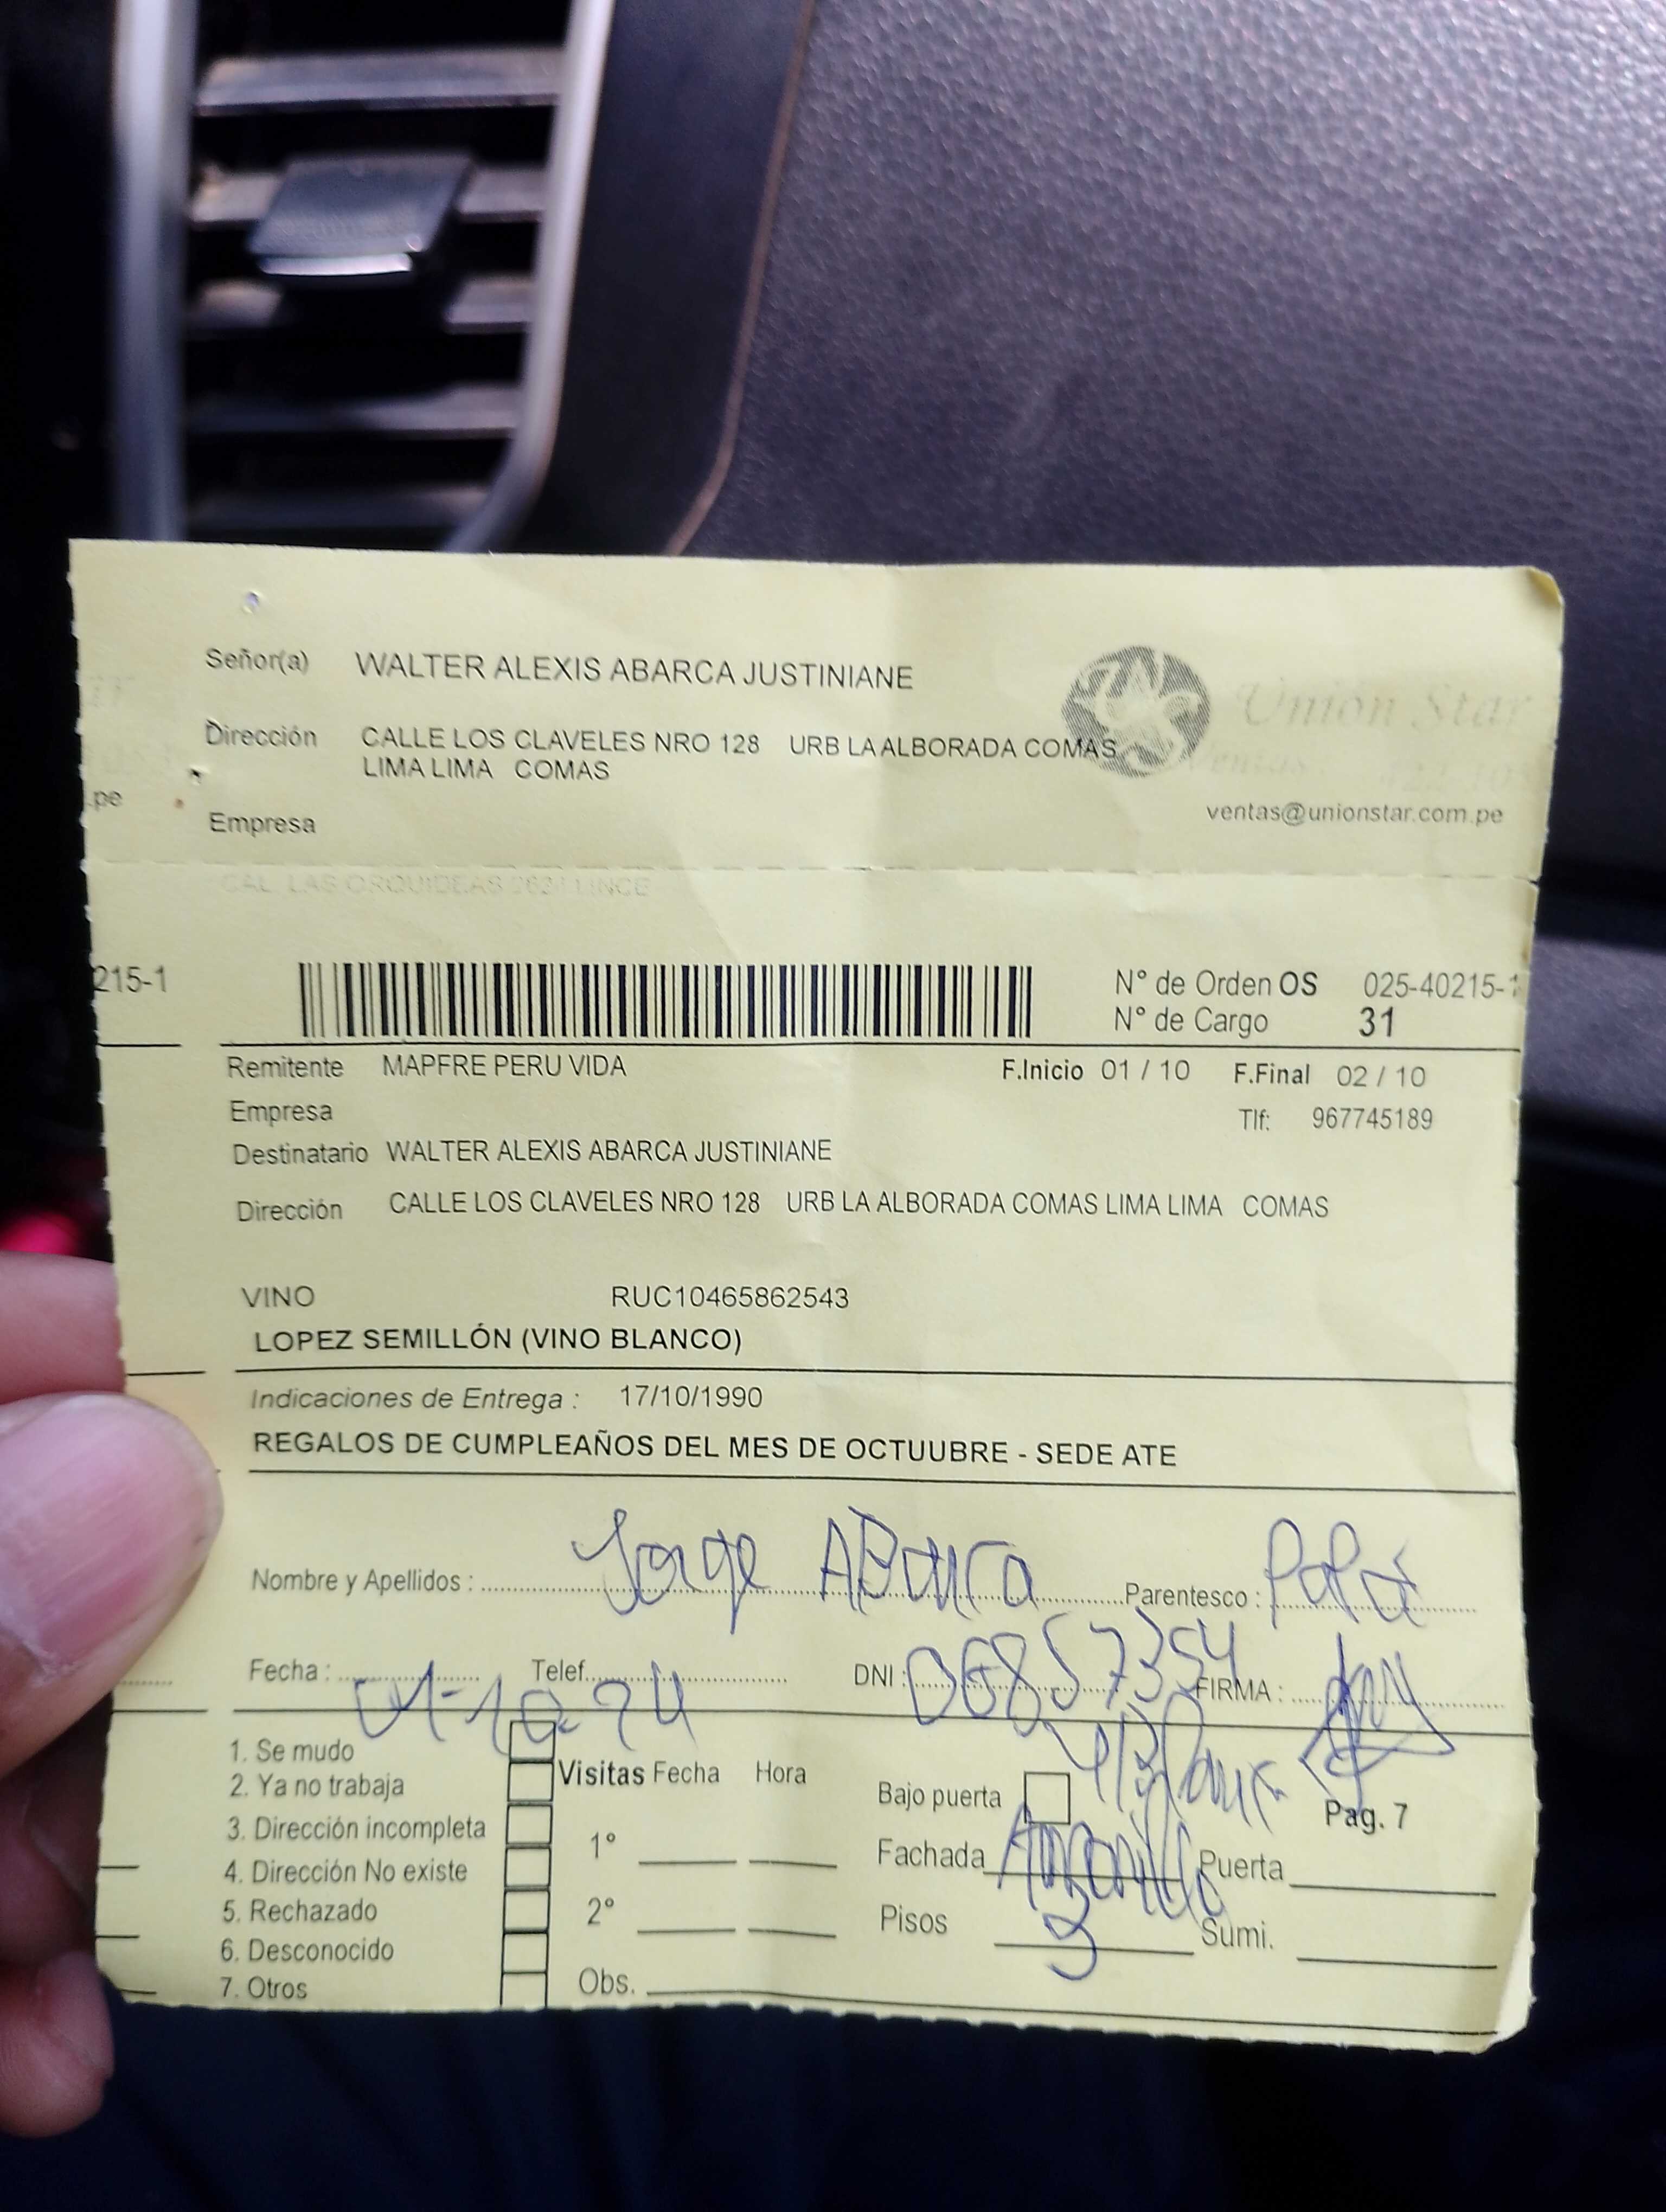 Señor(a) WALTER ALEXIS ABARCA JUSTINIANE
Union Star
Dirección CALLE LOS CLAVELES NRO 128 URB LA ALBORADA COMAS
LIMA LIMA COMAS
Ventas:
.pe
ventas@unionstar.com.pe
Empresa
CAL. LAS ORQUIDEAS 2621 LINCE
215-1
N° de Orden OS 025-40215-1
N° de Cargo 31
Remitente MAPFRE PERU VIDA F.Inicio 01 / 10 F.Final 02 / 10
Empresa Tlf: 967745189
Destinatario WALTER ALEXIS ABARCA JUSTINIANE
Dirección CALLE LOS CLAVELES NRO 128 URB LA ALBORADA COMAS LIMA LIMA COMAS
VINO RUC10465862543
LOPEZ SEMILLÓN (VINO BLANCO)
Indicaciones de Entrega : 17/10/1990
REGALOS DE CUMPLEAÑOS DEL MES DE OCTUUBRE - SEDE ATE
Nombre y Apellidos : Jorge ABarca Parentesco : PaPá
Fecha : 01-10-24 Telef. DNI : 06857354 FIRMA :
1. Se mudo
2. Ya no trabaja
3. Dirección incompleta
4. Dirección No existe
5. Rechazado
6. Desconocido
7. Otros
Visitas Fecha Hora
1°
2°
Obs.
Bajo puerta
Pag. 7
Fachada Puerta
Pisos 3 Sumi.